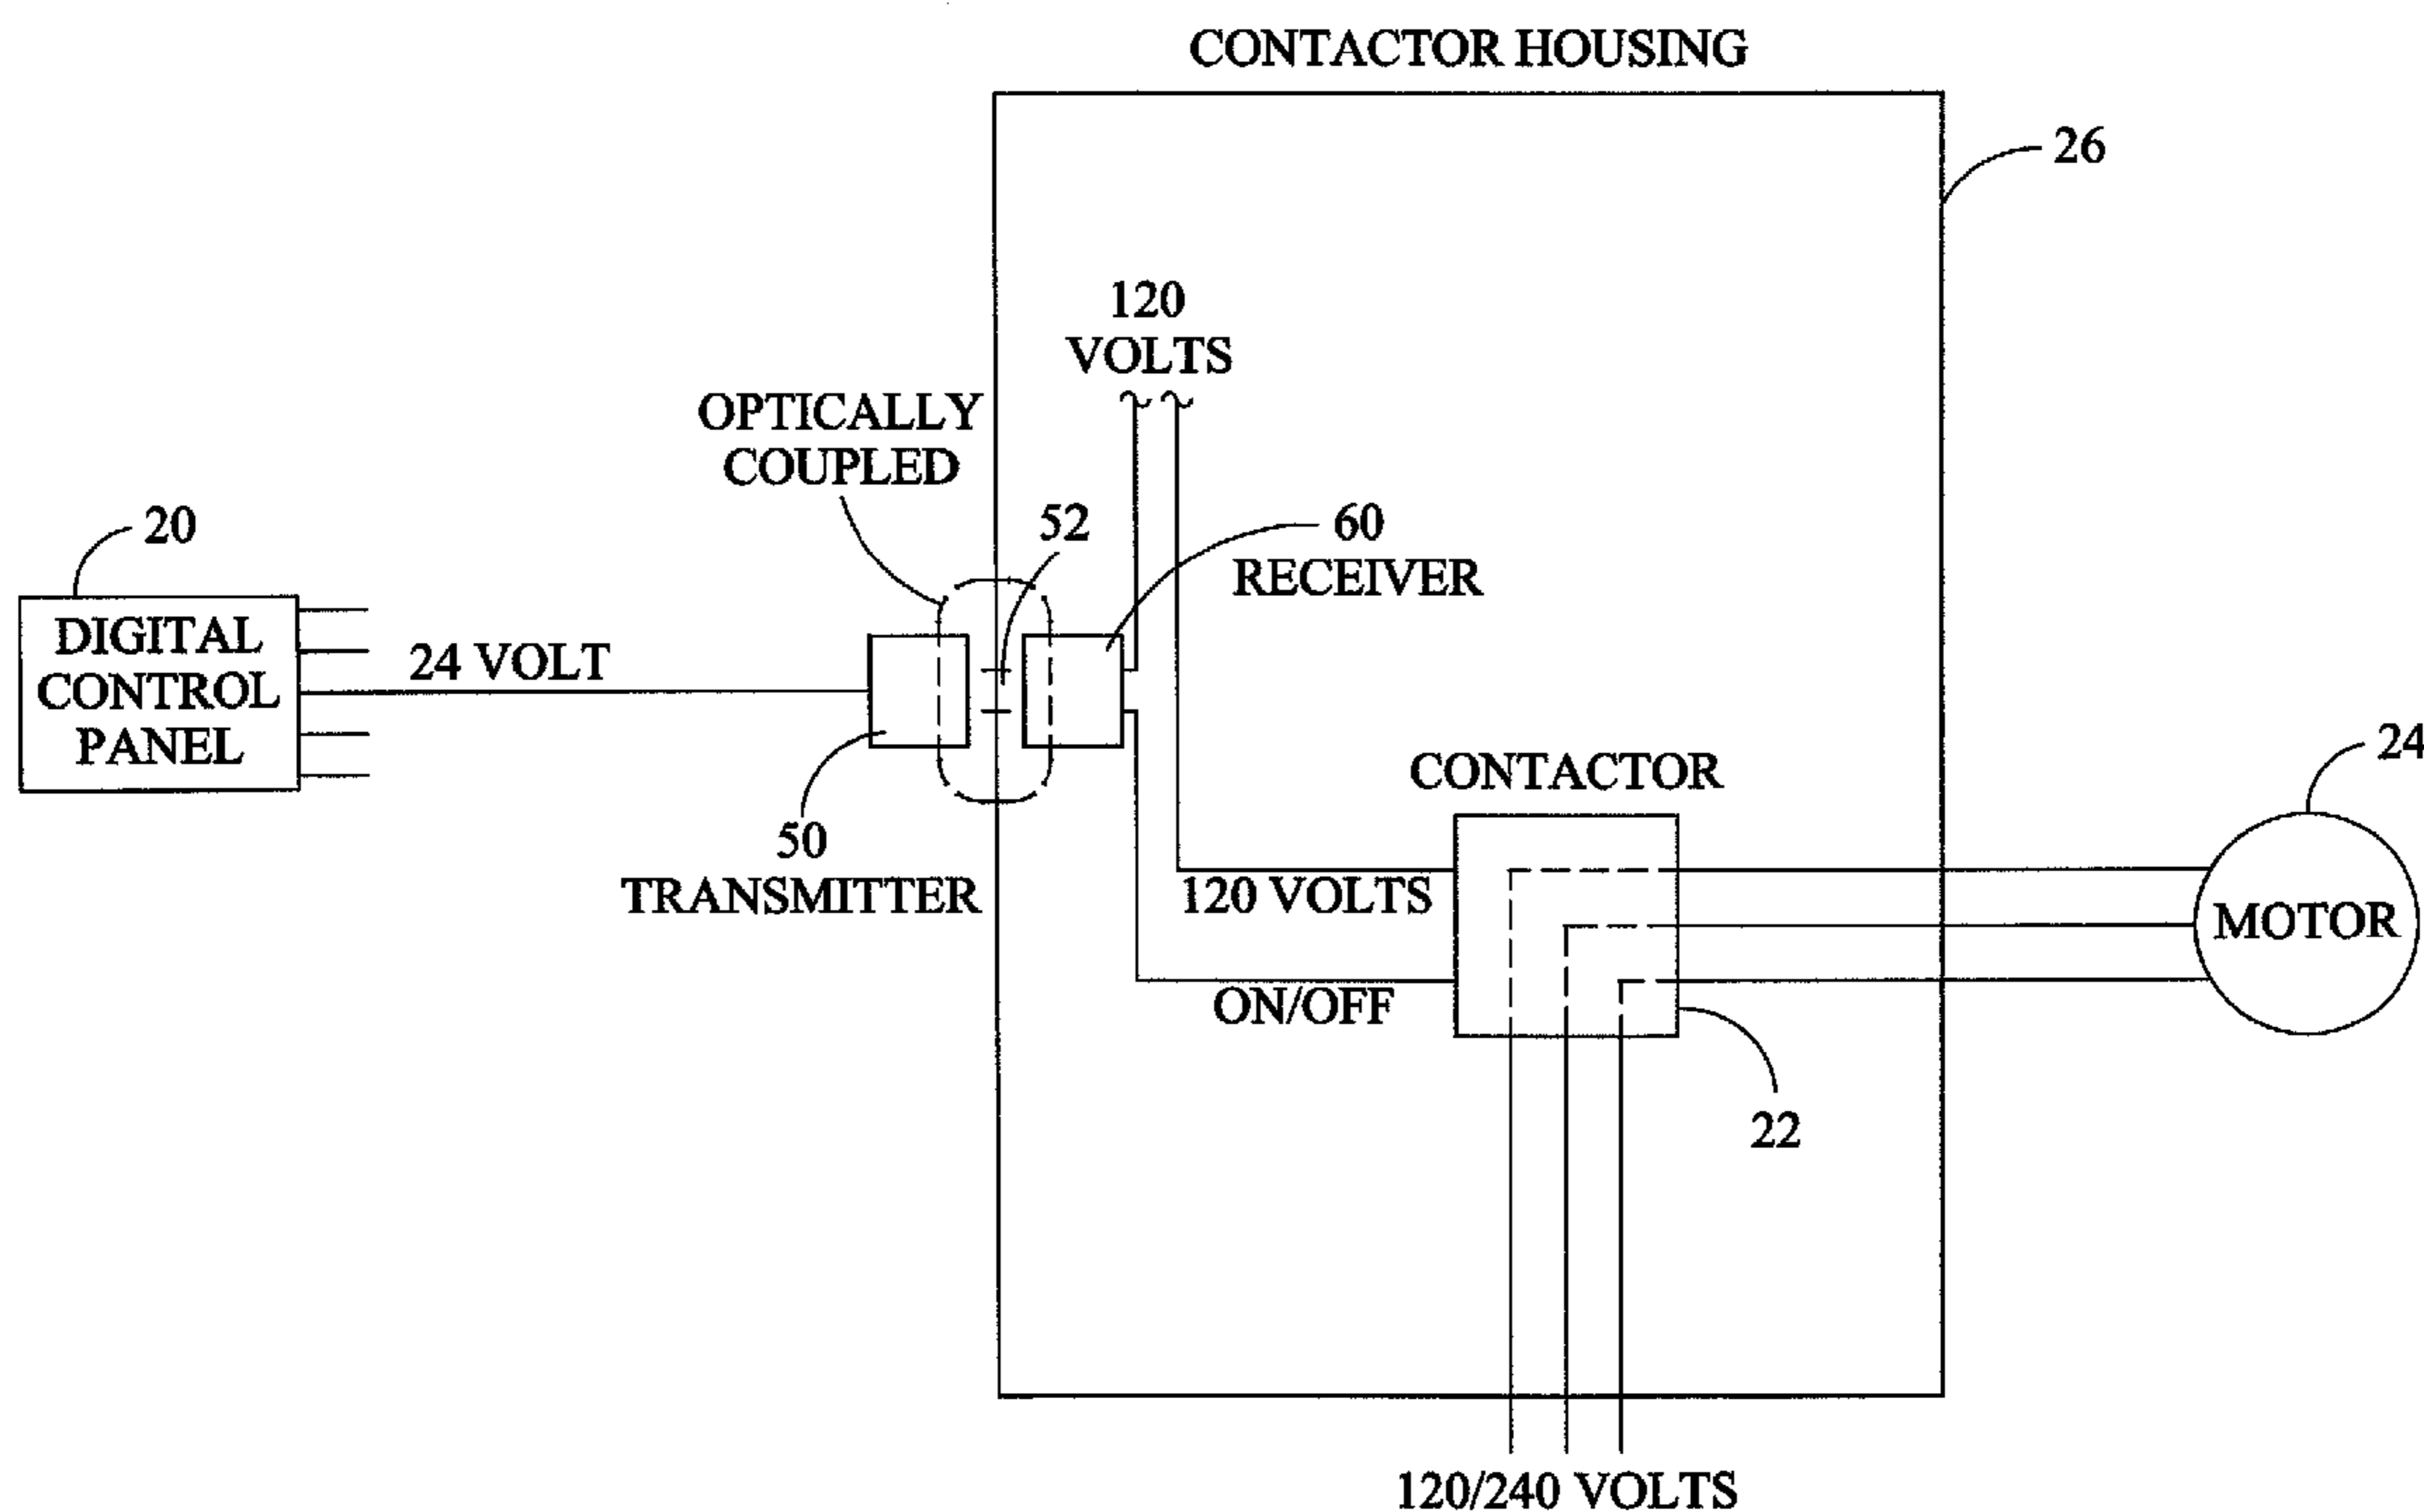 CONTACTOR HOUSING
26
120
VOLTS
OPTICALLY
COUPLED
20
52
60
RECEIVER
DIGITAL
CONTROL
PANEL
24 VOLT
24
CONTACTOR
50
TRANSMITTER
120 VOLTS
MOTOR
ON/OFF
22
120/240 VOLTS